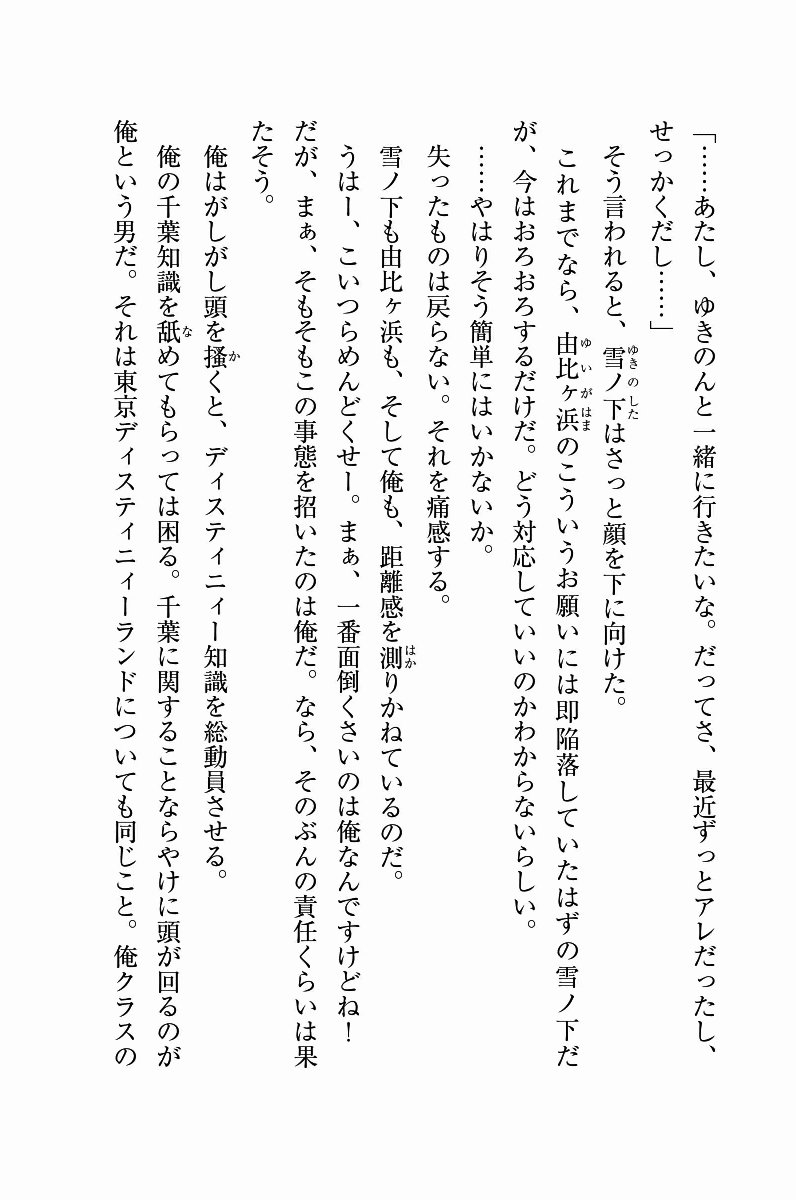 「……あたし、ゆきのんと一緒に行きたいな。だってさ、最近ずっとアレだったし、
せっかくだし……」
そう言われると、雪ノ下はさっと顔を下に向けた。
これまでなら、由比ヶ浜のこういうお願いには即陥落していたはずの雪ノ下だ
が、今はおろおろするだけだ。どう対応していいのかわからないらしい。
……やはりそう簡単にはいかないか。
失ったものは戻らない。それを痛感する。
雪ノ下も由比ヶ浜も、そして俺も、距離感を測りかねているのだ。
うはー、こいつらめんどくせー。まぁ、一番面倒くさいのは俺なんですけどね！
だが、まぁ、そもそもこの事態を招いたのは俺だ。なら、そのぶんの責任くらいは果
たそう。
俺はがしがし頭を掻くと、ディスティニィー知識を総動員させる。
俺の千葉知識を舐めてもらっては困る。千葉に関することならやけに頭が回るのが
俺という男だ。それは東京ディスティニィーランドについても同じこと。俺クラスの